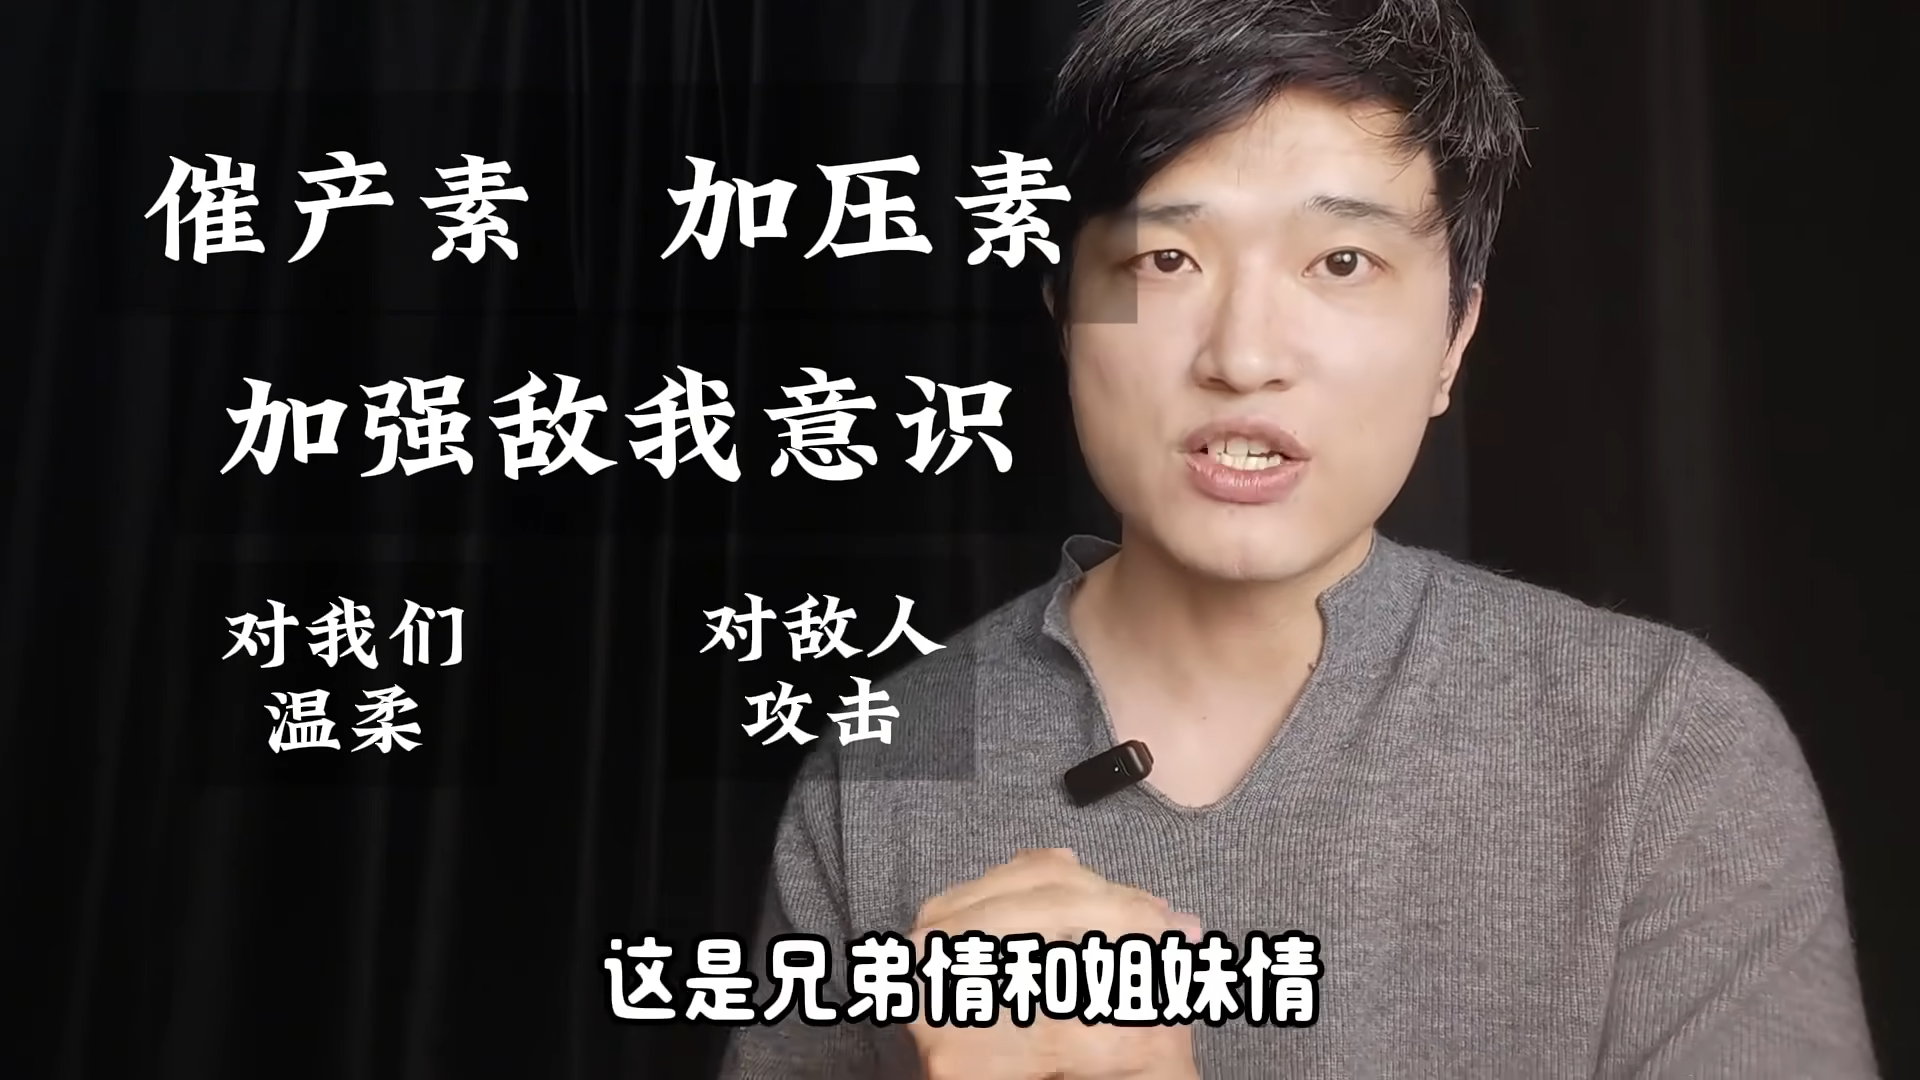 催产素 加压素
加强敌我意识
对我们 对敌人
温柔 攻击
这是兄弟情和姐妹情